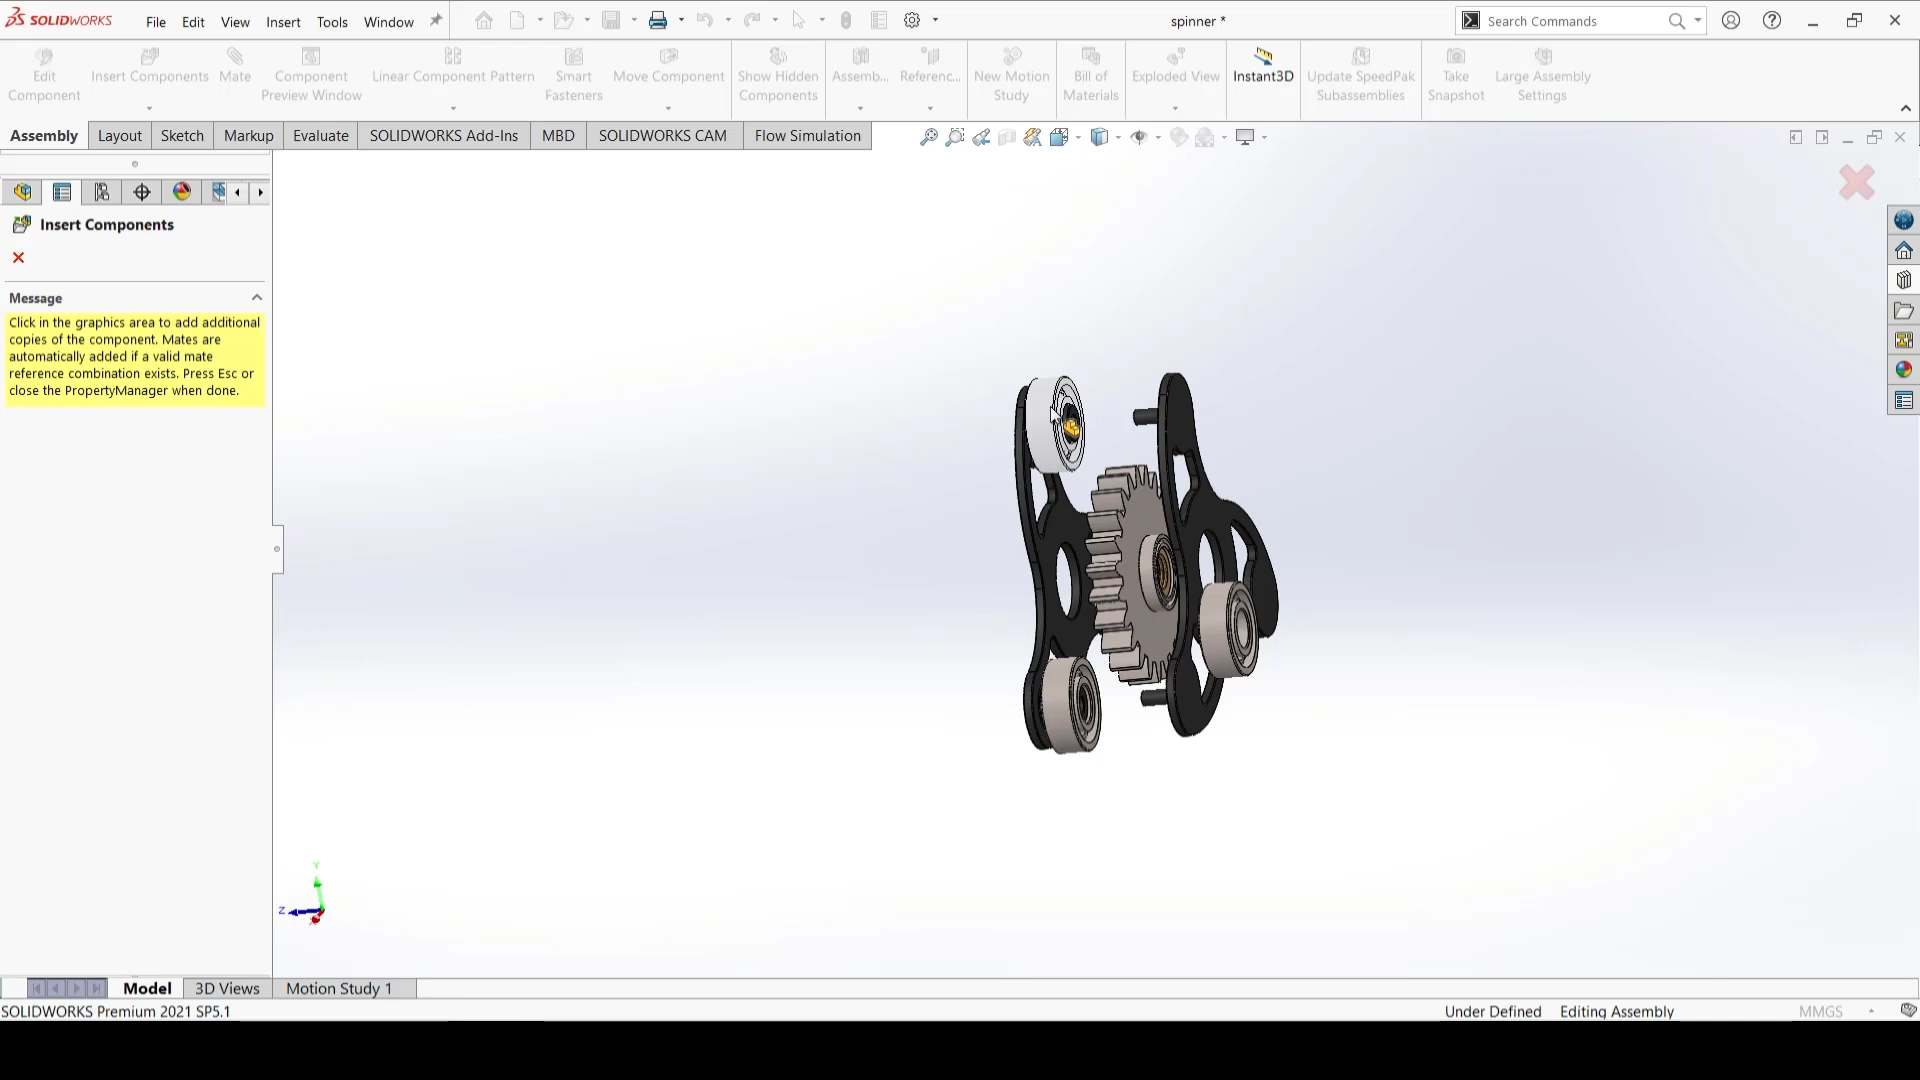 SOLIDWORKS
File Edit View Insert Tools Window
spinner *
Search Commands
Edit Component
Insert Components
Mate
Component Preview Window
Linear Component Pattern
Smart Fasteners
Move Component
Show Hidden Components
Assemb...
Referenc...
New Motion Study
Bill of Materials
Exploded View
Instant3D
Update SpeedPak Subassemblies
Take Snapshot
Large Assembly Settings
Assembly Layout Sketch Markup Evaluate SOLIDWORKS Add-Ins MBD SOLIDWORKS CAM Flow Simulation
Insert Components
Message
Click in the graphics area to add additional
copies of the component. Mates are
automatically added if a valid mate
reference combination exists. Press Esc or
close the PropertyManager when done.
Y
Z
Model 3D Views Motion Study 1
SOLIDWORKS Premium 2021 SP5.1
Under Defined Editing Assembly MMGS